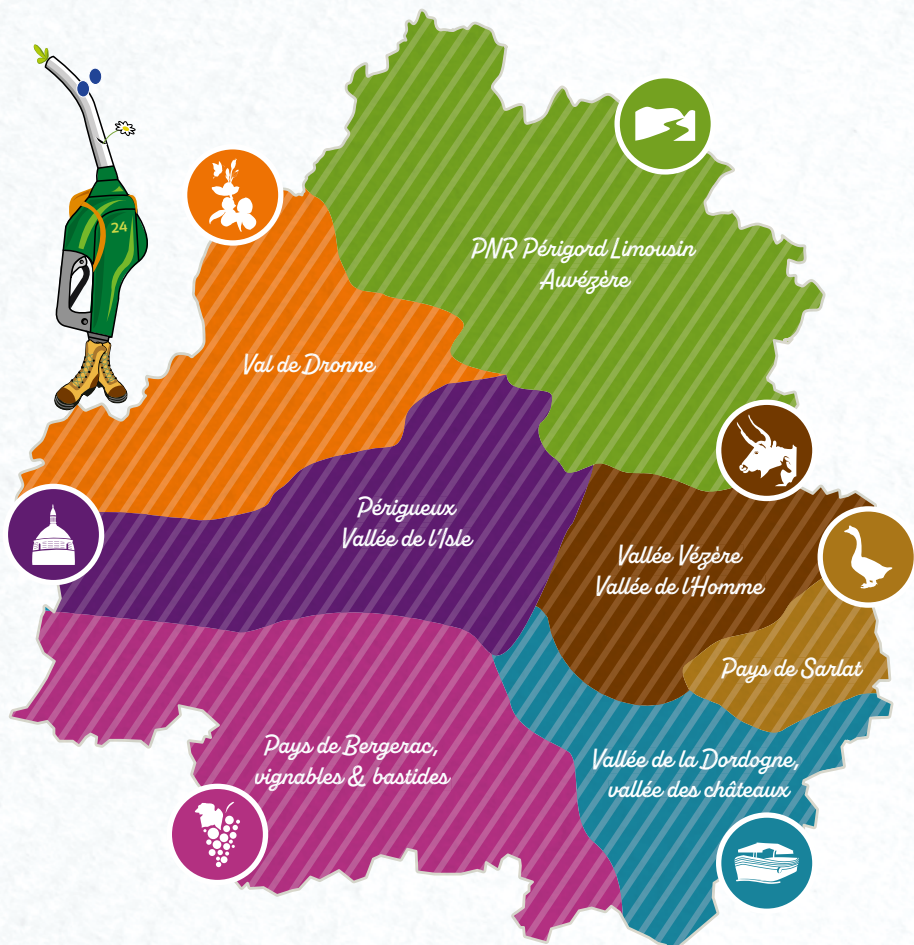 24
PNR Périgord Limousin
Auvézère
Val de Dronne
Périgueux
Vallée de l'Isle
Vallée Vézère
Vallée de l'Homme
Pays de Sarlat
Pays de Bergerac,
vignables & bastides
Vallée de la Dordogne,
vallée des châteaux